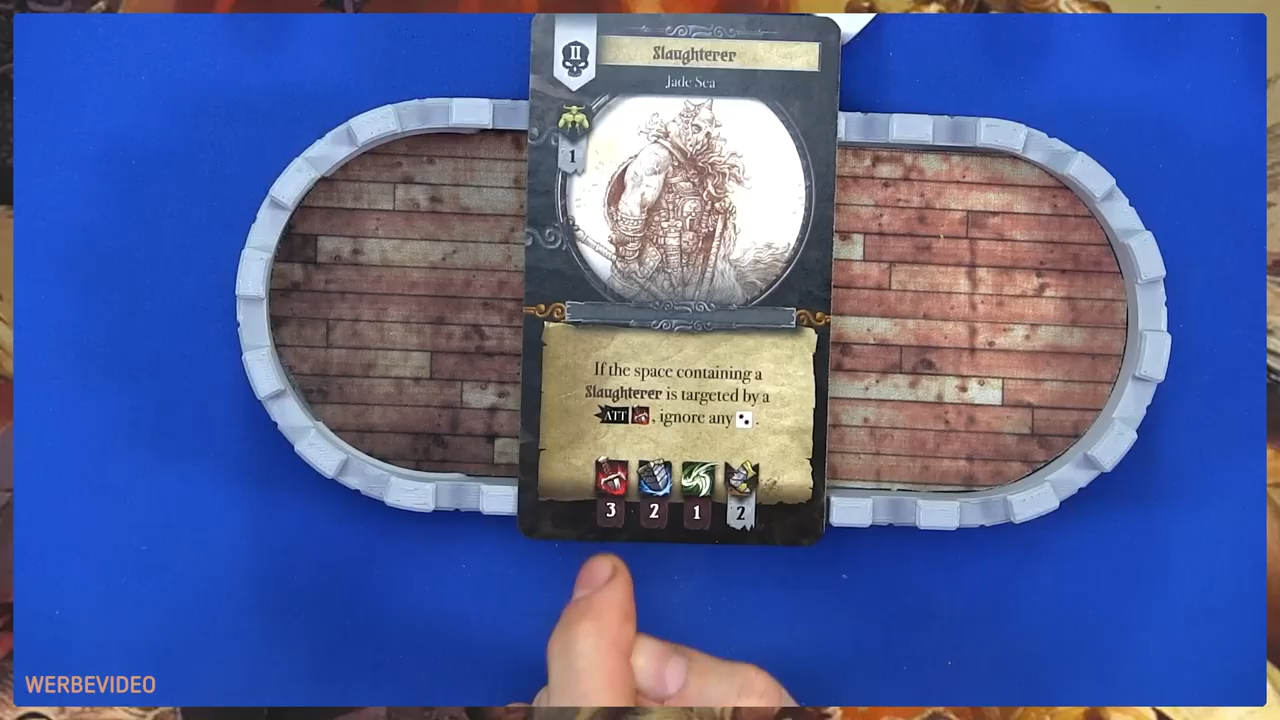 II
Slaughterer
Jade Sea
1
If the space containing a
Slaughterer is targeted by a
ATT , ignore any .
3 2 1 2
WERBEVIDEO